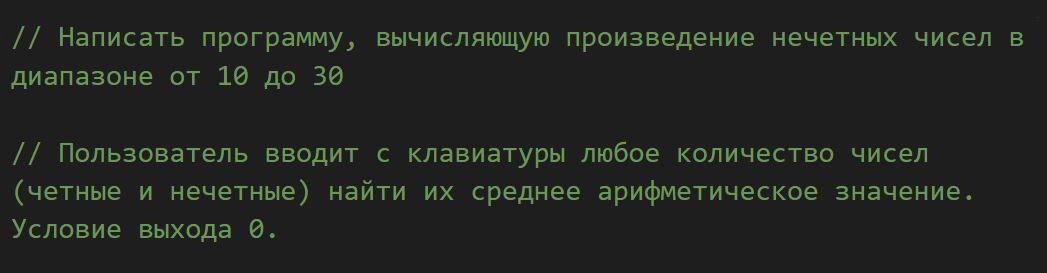 // Написать программу, вычисляющую произведение нечетных чисел в
диапазоне от 10 до 30
// Пользователь вводит с клавиатуры любое количество чисел
(четные и нечетные) найти их среднее арифметическое значение.
Условие выхода 0.